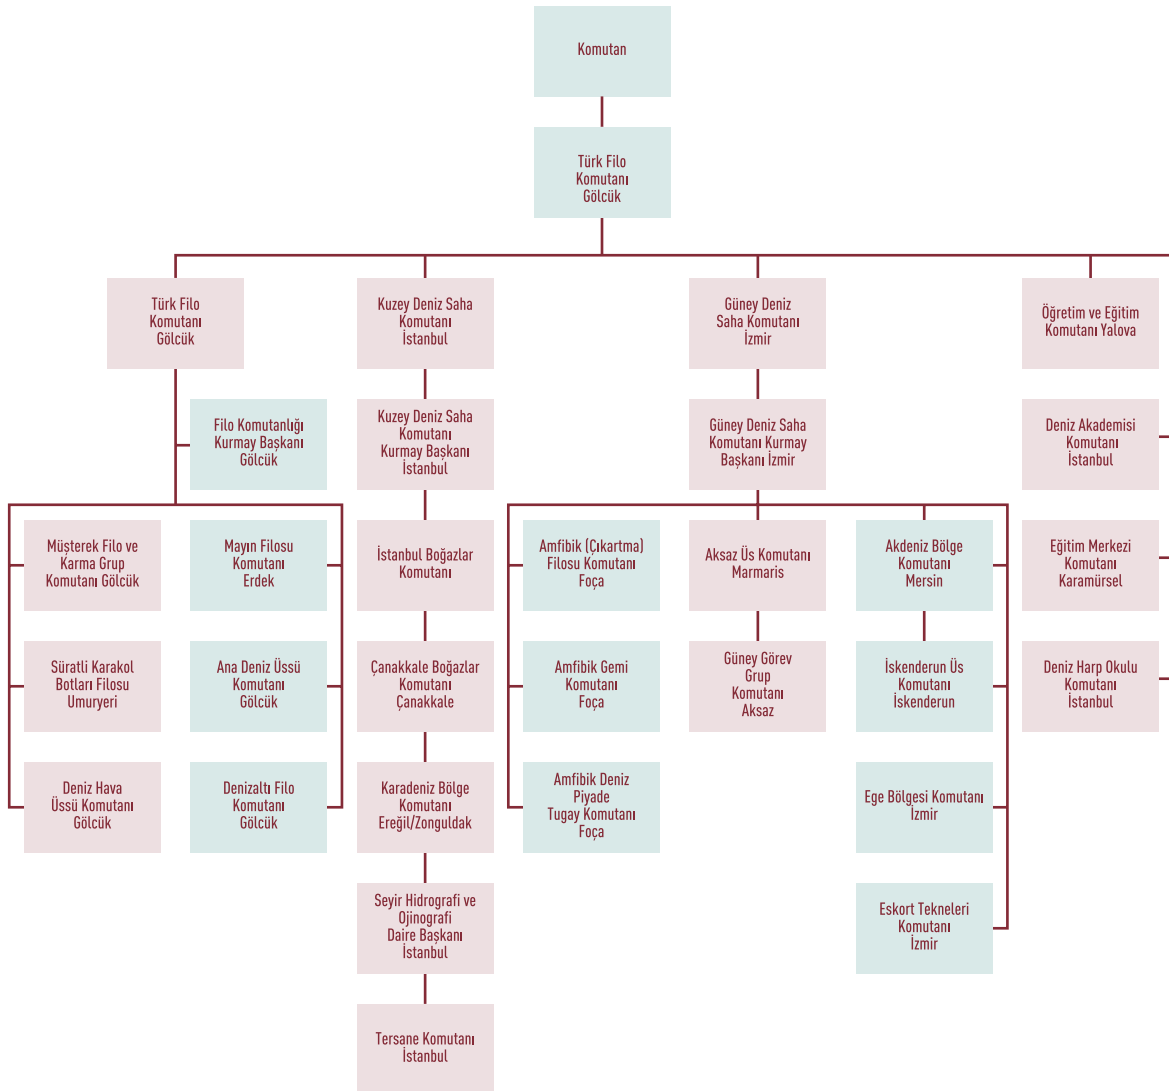 Komutan
Türk Filo
Komutanı
Gölcük
Türk Filo
Komutanı
Gölcük
Kuzey Deniz Saha
Komutanı
İstanbul
Güney Deniz
Saha Komutanı
İzmir
Öğretim ve Eğitim
Komutanı Yalova
Filo Komutanlığı
Kurmay Başkanı
Gölcük
Kuzey Deniz Saha
Komutanı
Kurmay Başkanı
İstanbul
Güney Deniz Saha
Komutanı Kurmay
Başkanı İzmir
Deniz Akademisi
Komutanı
İstanbul
Müşterek Filo ve
Karma Grup
Komutanı Gölcük
Mayın Filosu
Komutanı
Erdek
İstanbul Boğazlar
Komutanı
Amfibik (Çıkartma)
Filosu Komutanı
Foça
Aksaz Üs Komutanı
Marmaris
Akdeniz Bölge
Komutanı
Mersin
Eğitim Merkezi
Komutanı
Karamürsel
Süratli Karakol
Botları Filosu
Umuryeri
Ana Deniz Üssü
Komutanı
Gölcük
Çanakkale Boğazlar
Komutanı
Çanakkale
Amfibik Gemi
Komutanı
Foça
Güney Görev
Grup
Komutanı
Aksaz
İskenderun Üs
Komutanı
İskenderun
Deniz Harp Okulu
Komutanı
İstanbul
Deniz Hava
Üssü Komutanı
Gölcük
Denizaltı Filo
Komutanı
Gölcük
Karadeniz Bölge
Komutanı
Ereğil/Zonguldak
Amfibik Deniz
Piyade
Tugay Komutanı
Foça
Ege Bölgesi Komutanı
İzmir
Seyir Hidrografi ve
Ojinografi
Daire Başkanı
İstanbul
Eskort Tekneleri
Komutanı
İzmir
Tersane Komutanı
İstanbul